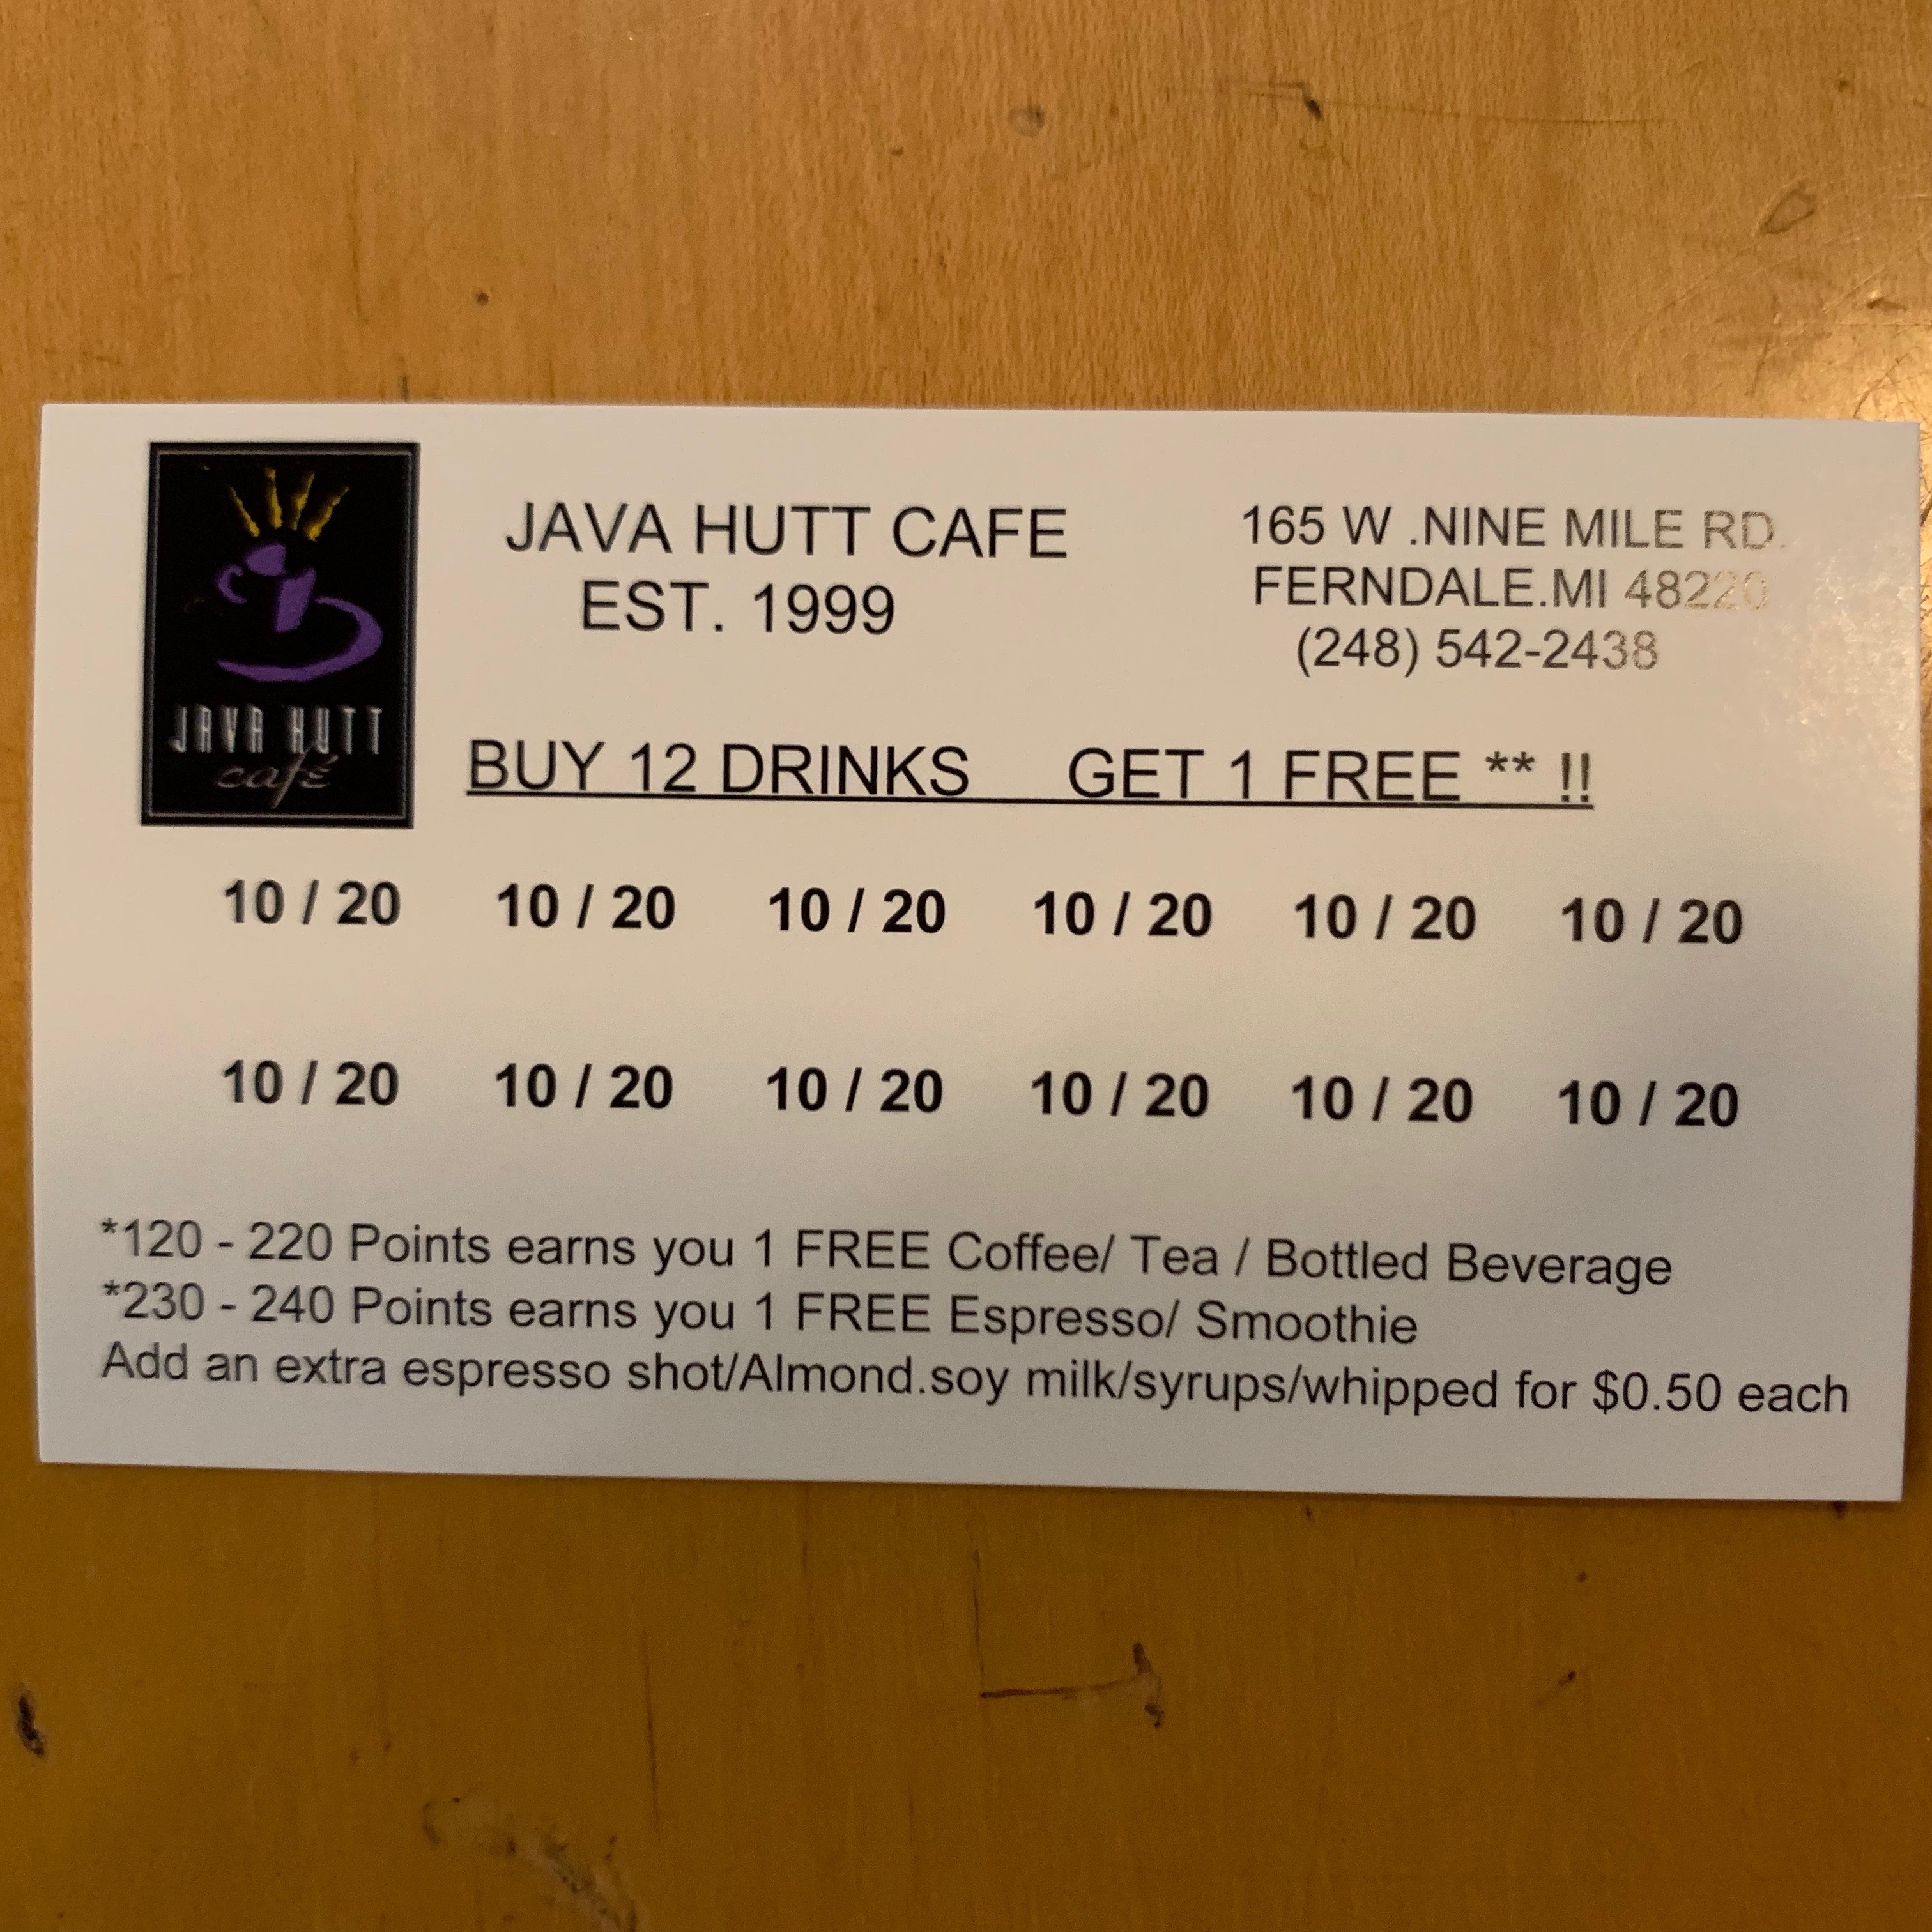 JAVA HUTT
café
JAVA HUTT CAFE
EST. 1999
165 W .NINE MILE RD.
FERNDALE.MI 48220
(248) 542-2438
BUY 12 DRINKS GET 1 FREE ** !!
10 / 20 10 / 20 10 / 20 10 / 20 10 / 20 10 / 20
10 / 20 10 / 20 10 / 20 10 / 20 10 / 20 10 / 20
*120 - 220 Points earns you 1 FREE Coffee/ Tea / Bottled Beverage
*230 - 240 Points earns you 1 FREE Espresso/ Smoothie
Add an extra espresso shot/Almond.soy milk/syrups/whipped for $0.50 each